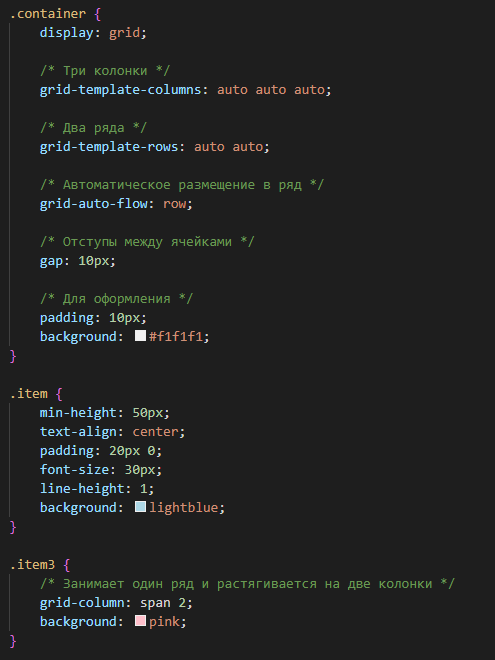 .container {
display: grid;
/* Три колонки */
grid-template-columns: auto auto auto;
/* Два ряда */
grid-template-rows: auto auto;
/* Автоматическое размещение в ряд */
grid-auto-flow: row;
/* Отступы между ячейками */
gap: 10px;
/* Для оформления */
padding: 10px;
background: #f1f1f1;
}
.item {
min-height: 50px;
text-align: center;
padding: 20px 0;
font-size: 30px;
line-height: 1;
background: lightblue;
}
.item3 {
/* Занимает один ряд и растягивается на две колонки */
grid-column: span 2;
background: pink;
}